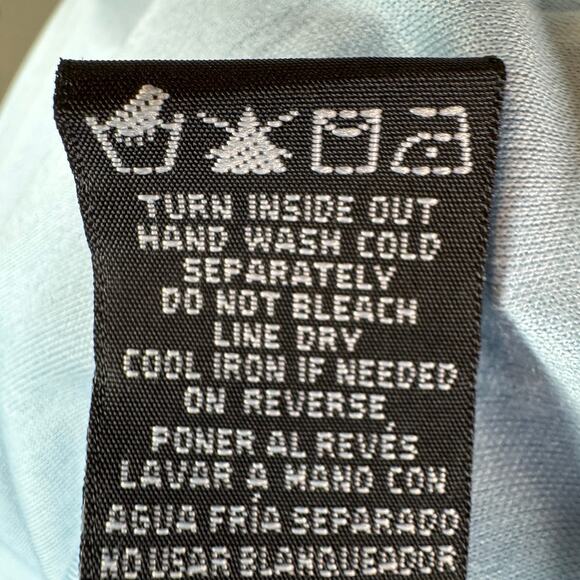 TURN INSIDE OUT
HAND WASH COLD
SEPARATELY
DO NOT BLEACH
LINE DRY
COOL IRON IF NEEDED
ON REVERSE
PONER AL REVÉS
LAVAR A MANO CON
AGUA FRÍA SEPARADO
NO USAR BLANQUEADOR